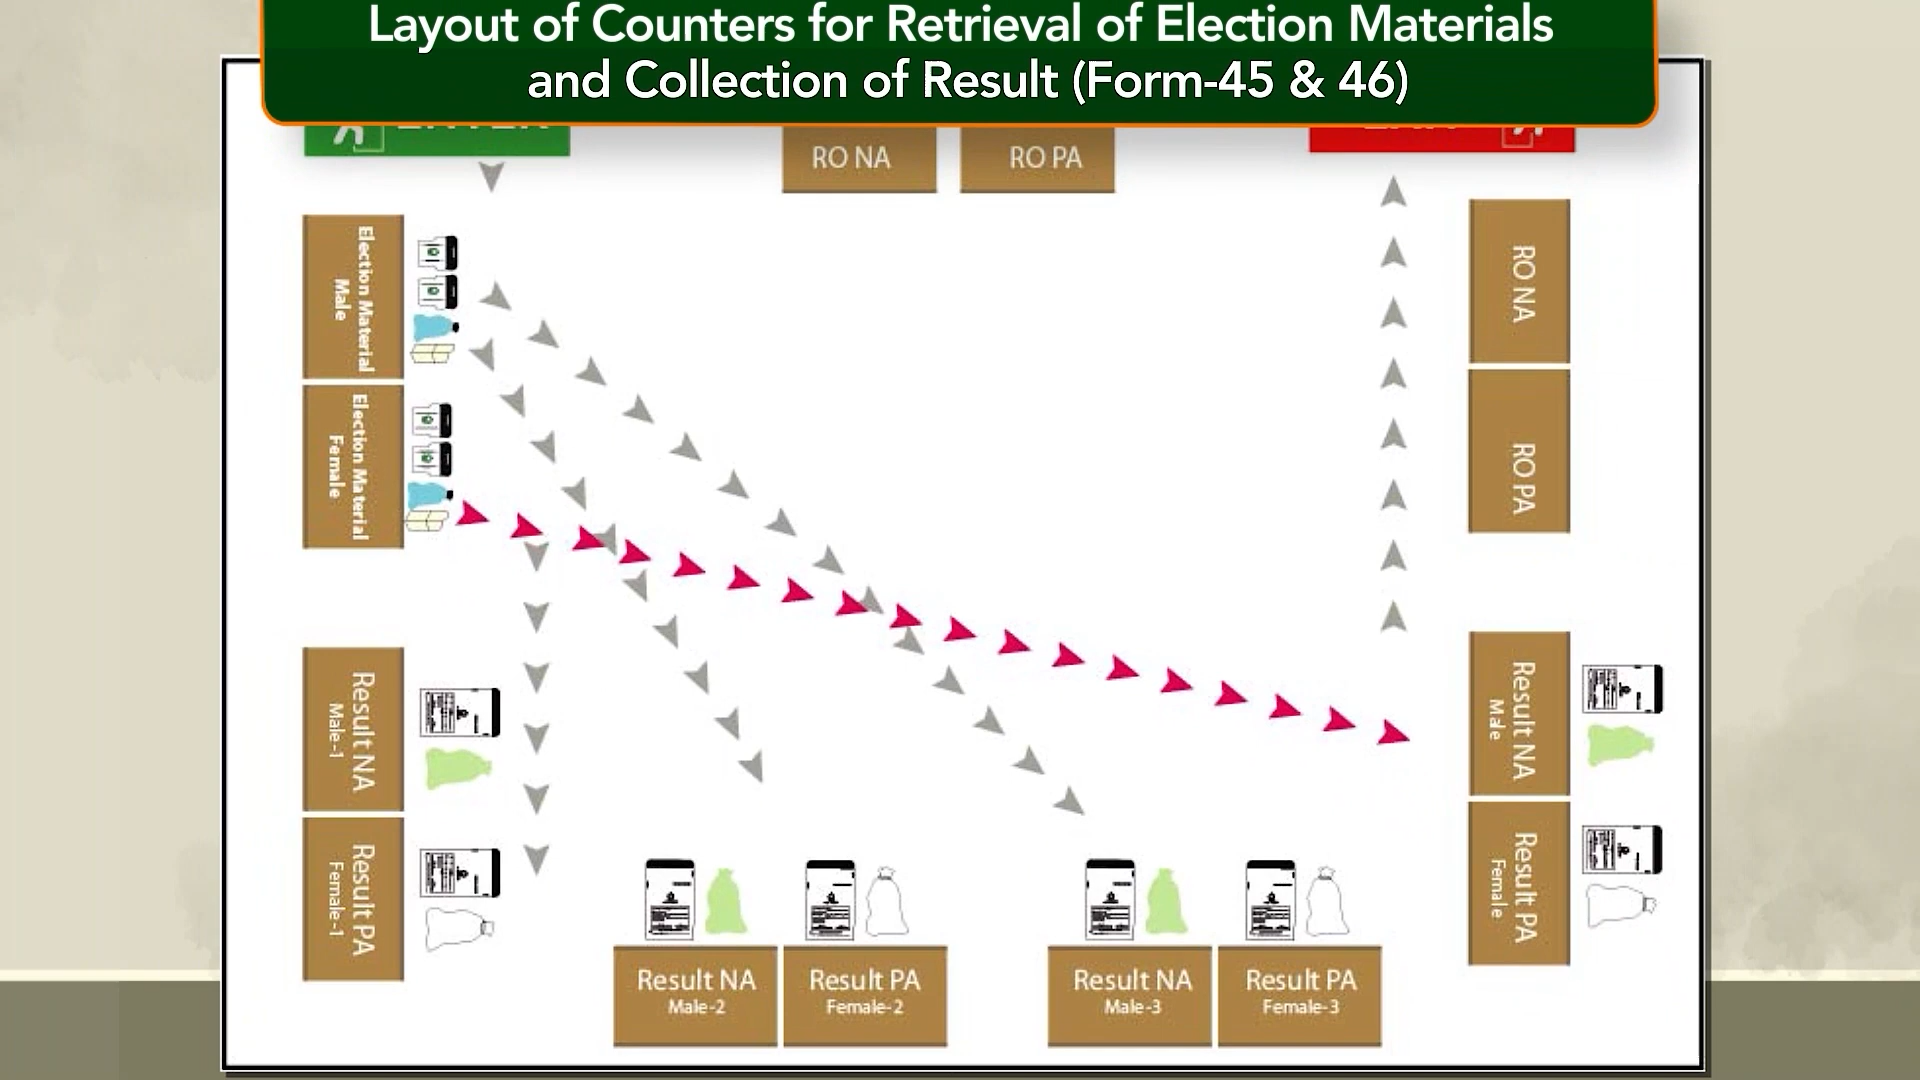 Layout of Counters for Retrieval of Election Materials
and Collection of Result (Form-45 & 46)
RO NA
RO PA
Election Material
Male
Election Material
Female
RO NA
RO PA
Result NA
Male-1
Result PA
Female-1
Result NA
Male
Result PA
Female
Result NA
Male-2
Result PA
Female-2
Result NA
Male-3
Result PA
Female-3